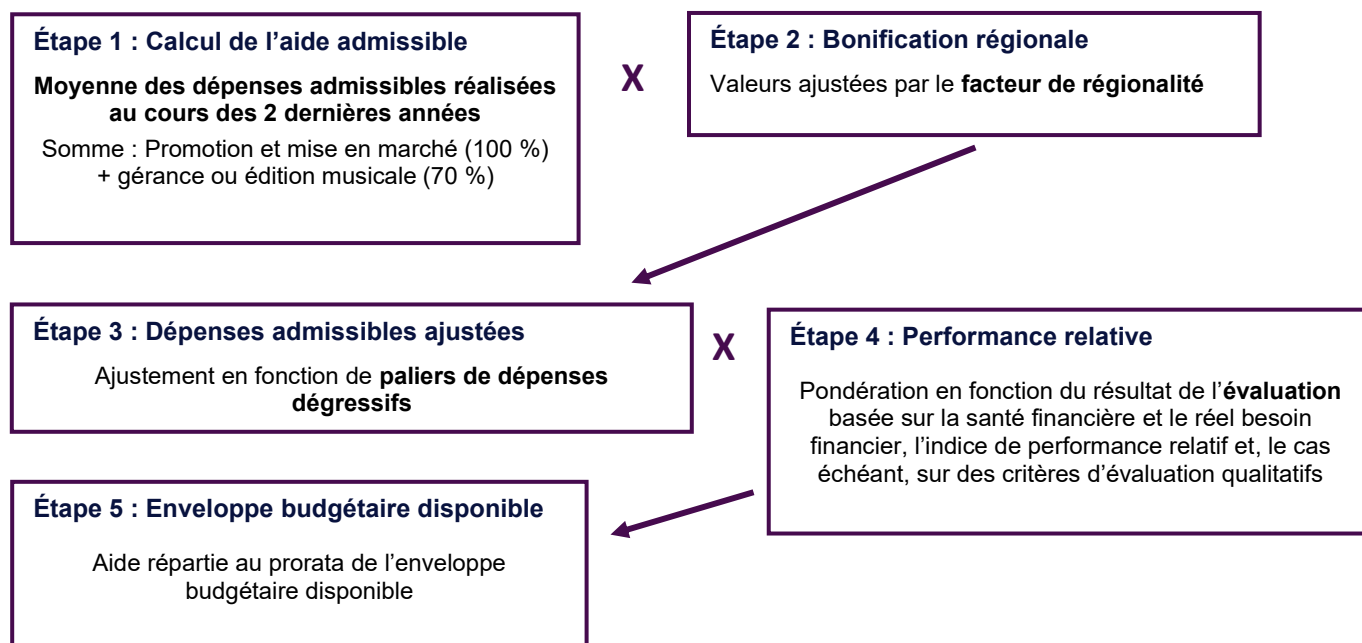 Étape 1 : Calcul de l’aide admissible
Moyenne des dépenses admissibles réalisées
au cours des 2 dernières années
Somme : Promotion et mise en marché (100 %)
+ gérance ou édition musicale (70 %)
X
Étape 2 : Bonification régionale
Valeurs ajustées par le facteur de régionalité
Étape 3 : Dépenses admissibles ajustées
Ajustement en fonction de paliers de dépenses
dégressifs
X
Étape 4 : Performance relative
Pondération en fonction du résultat de l’évaluation
basée sur la santé financière et le réel besoin
financier, l’indice de performance relatif et, le cas
échéant, sur des critères d’évaluation qualitatifs
Étape 5 : Enveloppe budgétaire disponible
Aide répartie au prorata de l’enveloppe
budgétaire disponible